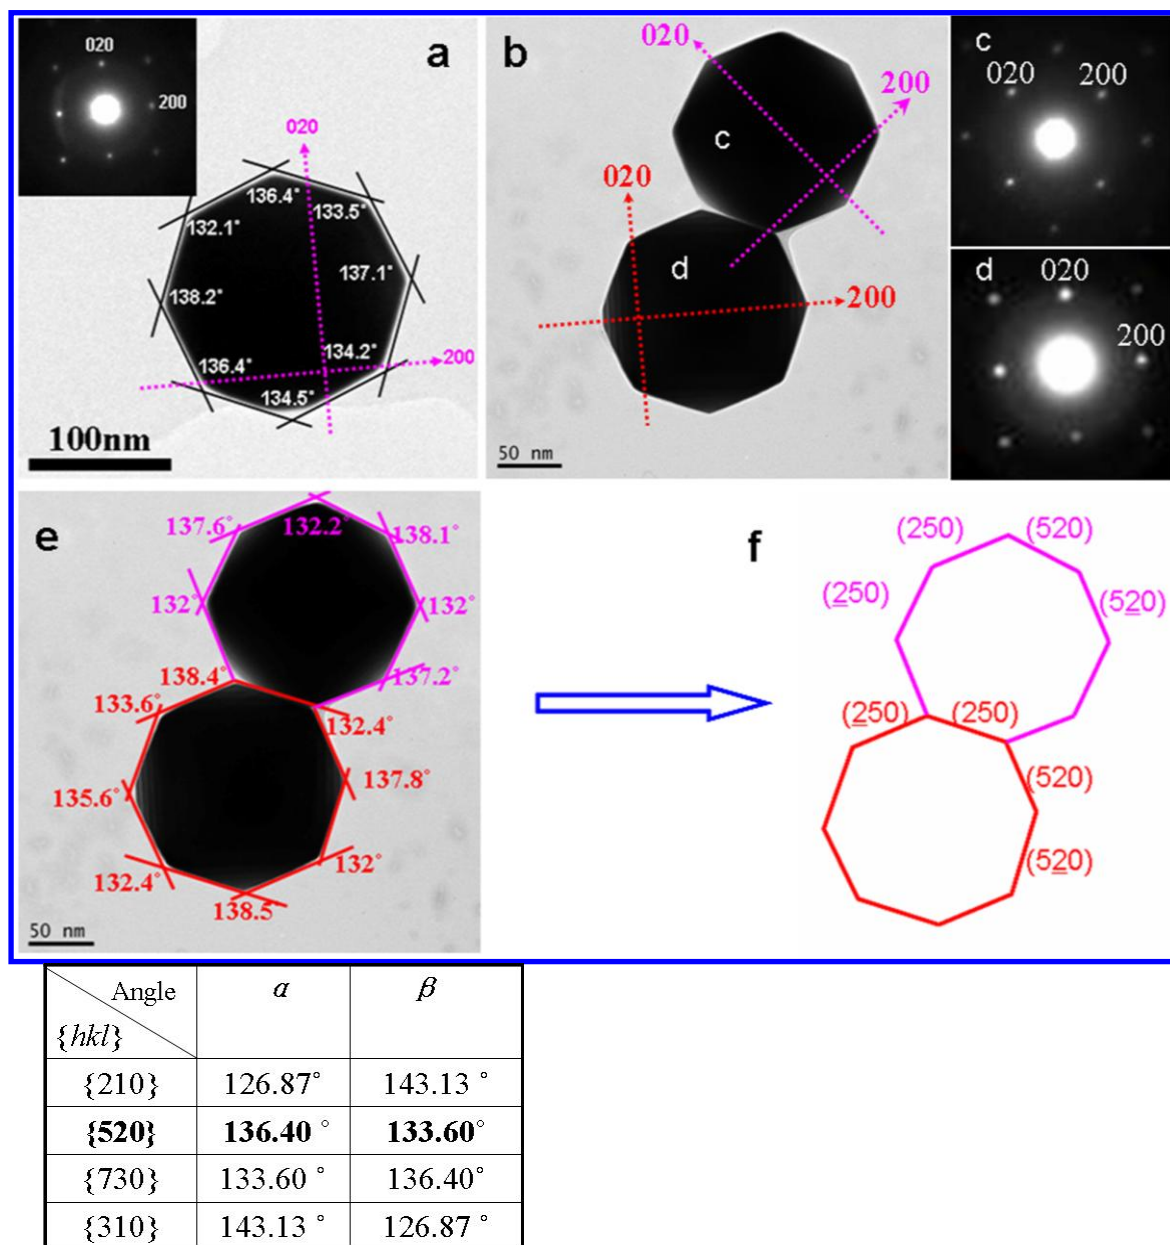 020
200
a
020
136.4°
133.5°
132.1°
137.1°
138.2°
134.2°
136.4°
134.5°
200
100nm
b
020
200
c
020
d
200
50 nm
c
020
200
d
020
200
e
137.6°
132.2°
138.1°
132°
132°
138.4°
137.2°
133.6°
132.4°
135.6°
137.8°
132.4°
132°
138.5°
50 nm
f
(250)
(520)
(2̲50)
(52̲0)
(2̲50)
(250)
(520)
(52̲0)
Angle α β
{hkl}
{210} 126.87° 143.13 °
{520} 136.40 ° 133.60°
{730} 133.60 ° 136.40°
{310} 143.13 ° 126.87 °